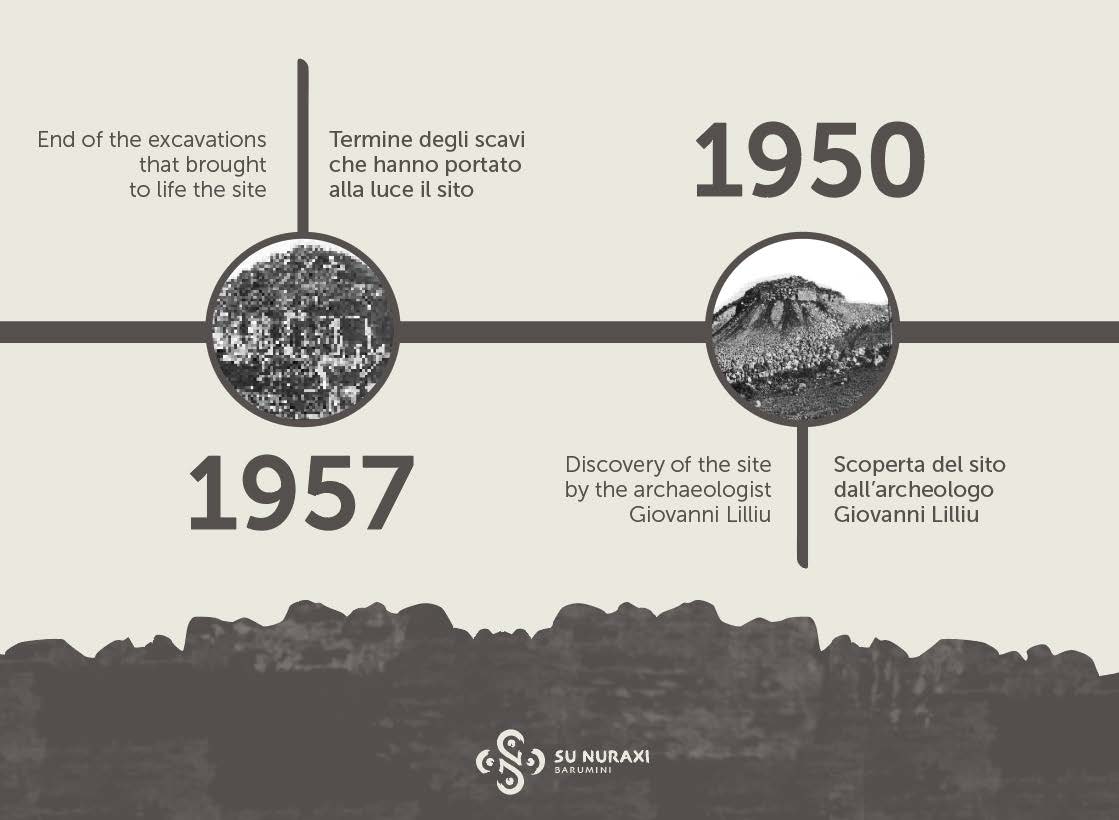 End of the excavations
that brought
to life the site
Termine degli scavi
che hanno portato
alla luce il sito
1957
1950
Discovery of the site
by the archaeologist
Giovanni Lilliu
Scoperta del sito
dall’archeologo
Giovanni Lilliu
SU NURAXI
BARUMINI